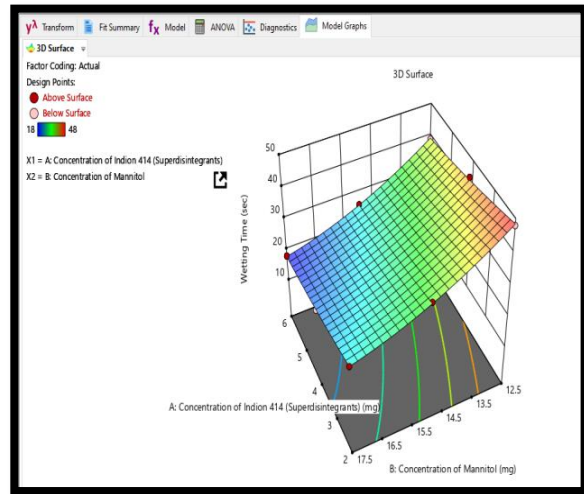 Transform Fit Summary fx Model ANOVA Diagnostics Model Graphs
3D Surface
Factor Coding: Actual
3D Surface
Design Points:
Above Surface
Below Surface
18 48
X1 = A: Concentration of Indion 414 (Superdisintegrants)
X2 = B: Concentration of Mannitol
Wetting Time (sec)
50
40
30
20
10
6
5
4
3
2
A: Concentration of Indion 414 (Superdisintegrants) (mg)
17.5
16.5
15.5
14.5
13.5
12.5
B: Concentration of Mannitol (mg)